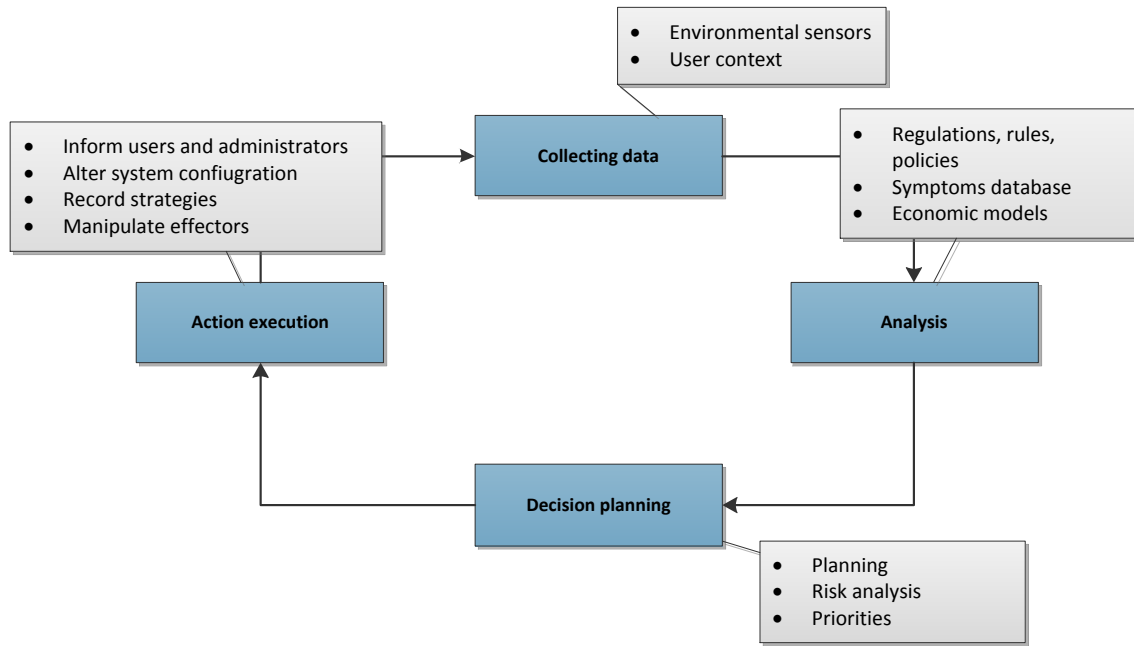 • Environmental sensors
• User context
Collecting data
• Regulations, rules,
policies
• Symptoms database
• Economic models
• Inform users and administrators
• Alter system confiugration
• Record strategies
• Manipulate effectors
Action execution
Analysis
Decision planning
• Planning
• Risk analysis
• Priorities